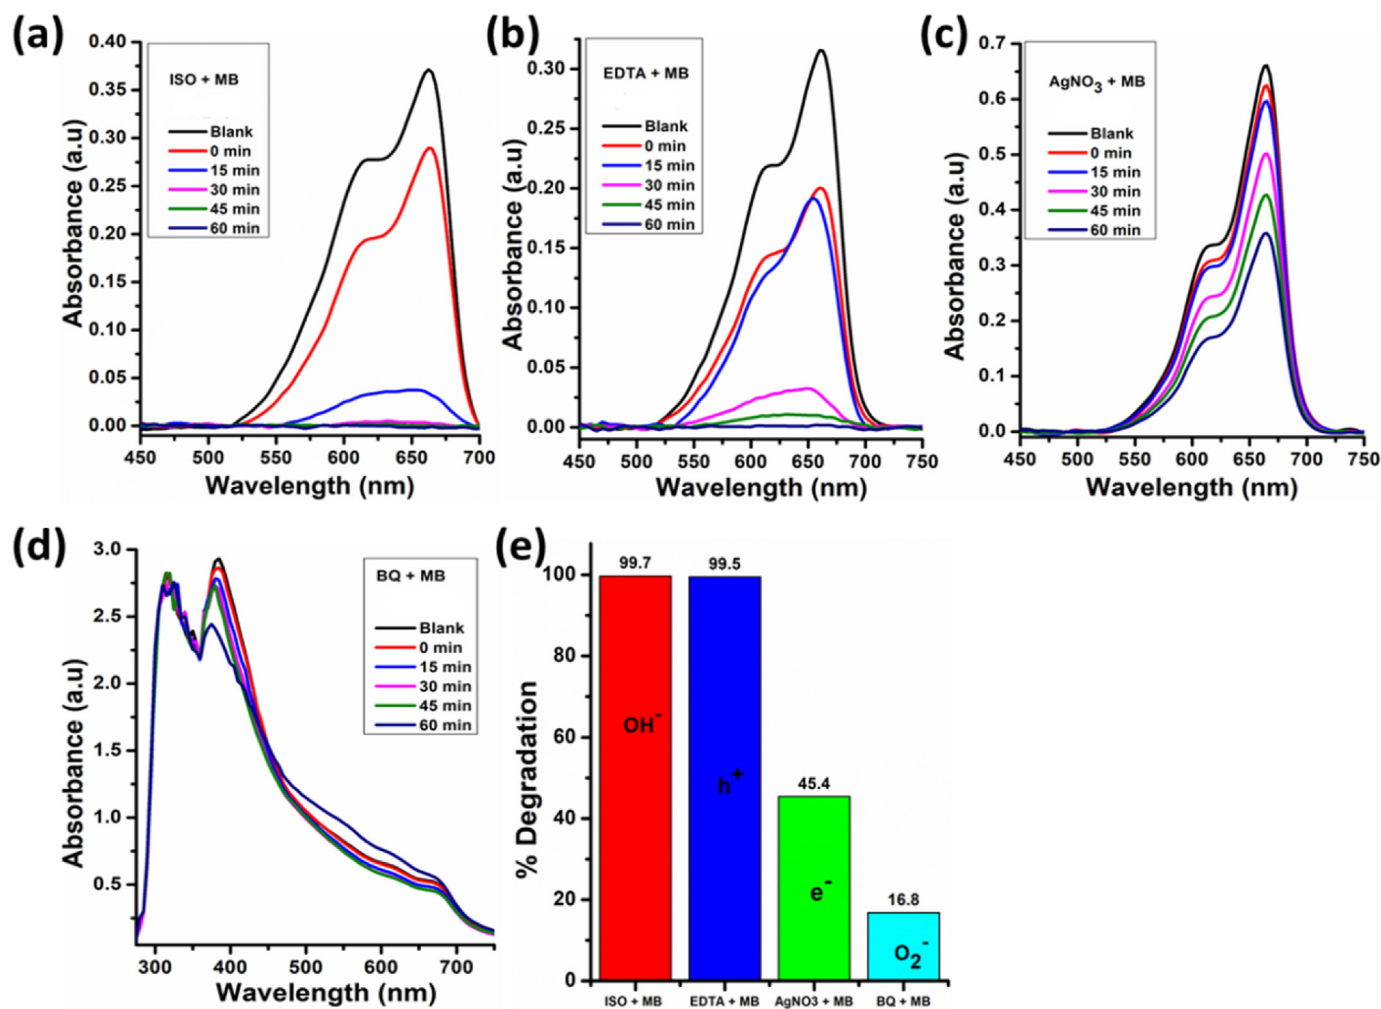 (a)
0.40
0.35
0.30
0.25
0.20
0.15
0.10
0.05
0.00
Absorbance (a.u)
ISO + MB
Blank
0 min
15 min
30 min
45 min
60 min
450 500 550 600 650 700
Wavelength (nm)
(b)
0.30
0.25
0.20
0.15
0.10
0.05
0.00
Absorbance (a.u)
EDTA + MB
Blank
0 min
15 min
30 min
45 min
60 min
450 500 550 600 650 700 750
Wavelength (nm)
(c)
0.7
0.6
0.5
0.4
0.3
0.2
0.1
0.0
Absorbance (a.u)
AgNO3 + MB
Blank
0 min
15 min
30 min
45 min
60 min
450 500 550 600 650 700 750
Wavelength (nm)
(d)
3.0
2.5
2.0
1.5
1.0
0.5
Absorbance (a.u)
BQ + MB
Blank
0 min
15 min
30 min
45 min
60 min
300 400 500 600 700
Wavelength (nm)
(e)
100
80
60
40
20
0
% Degradation
99.7
99.5
45.4
16.8
OH-
h+
e-
O2-
ISO + MB EDTA + MB AgNO3 + MB BQ + MB